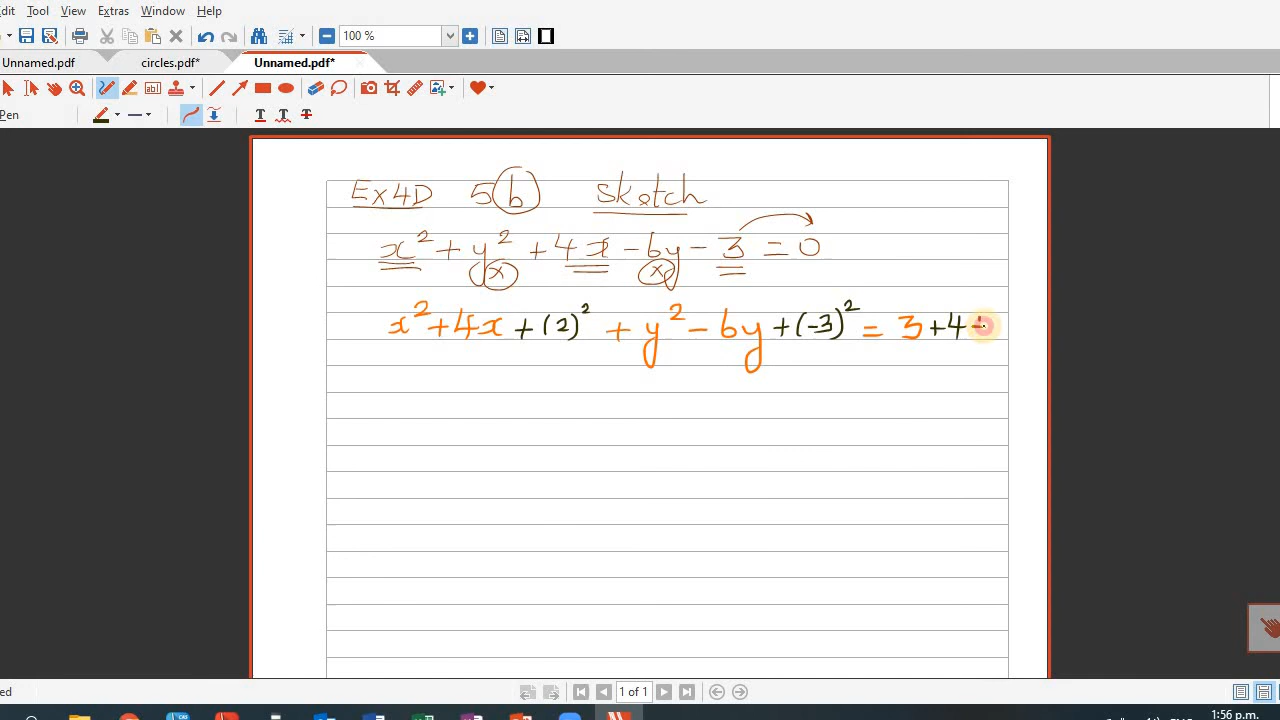 dit Tool View Extras Window Help
100 %
Unnamed.pdf circles.pdf* Unnamed.pdf*
Pen
Ex4D 5 b Sketch
x² + y² + 4x - 6y - 3 = 0
x x
x² + 4x + (2)² + y² - 6y + (-3)² = 3 + 4 +
ed 1 of 1
1:56 p.m.